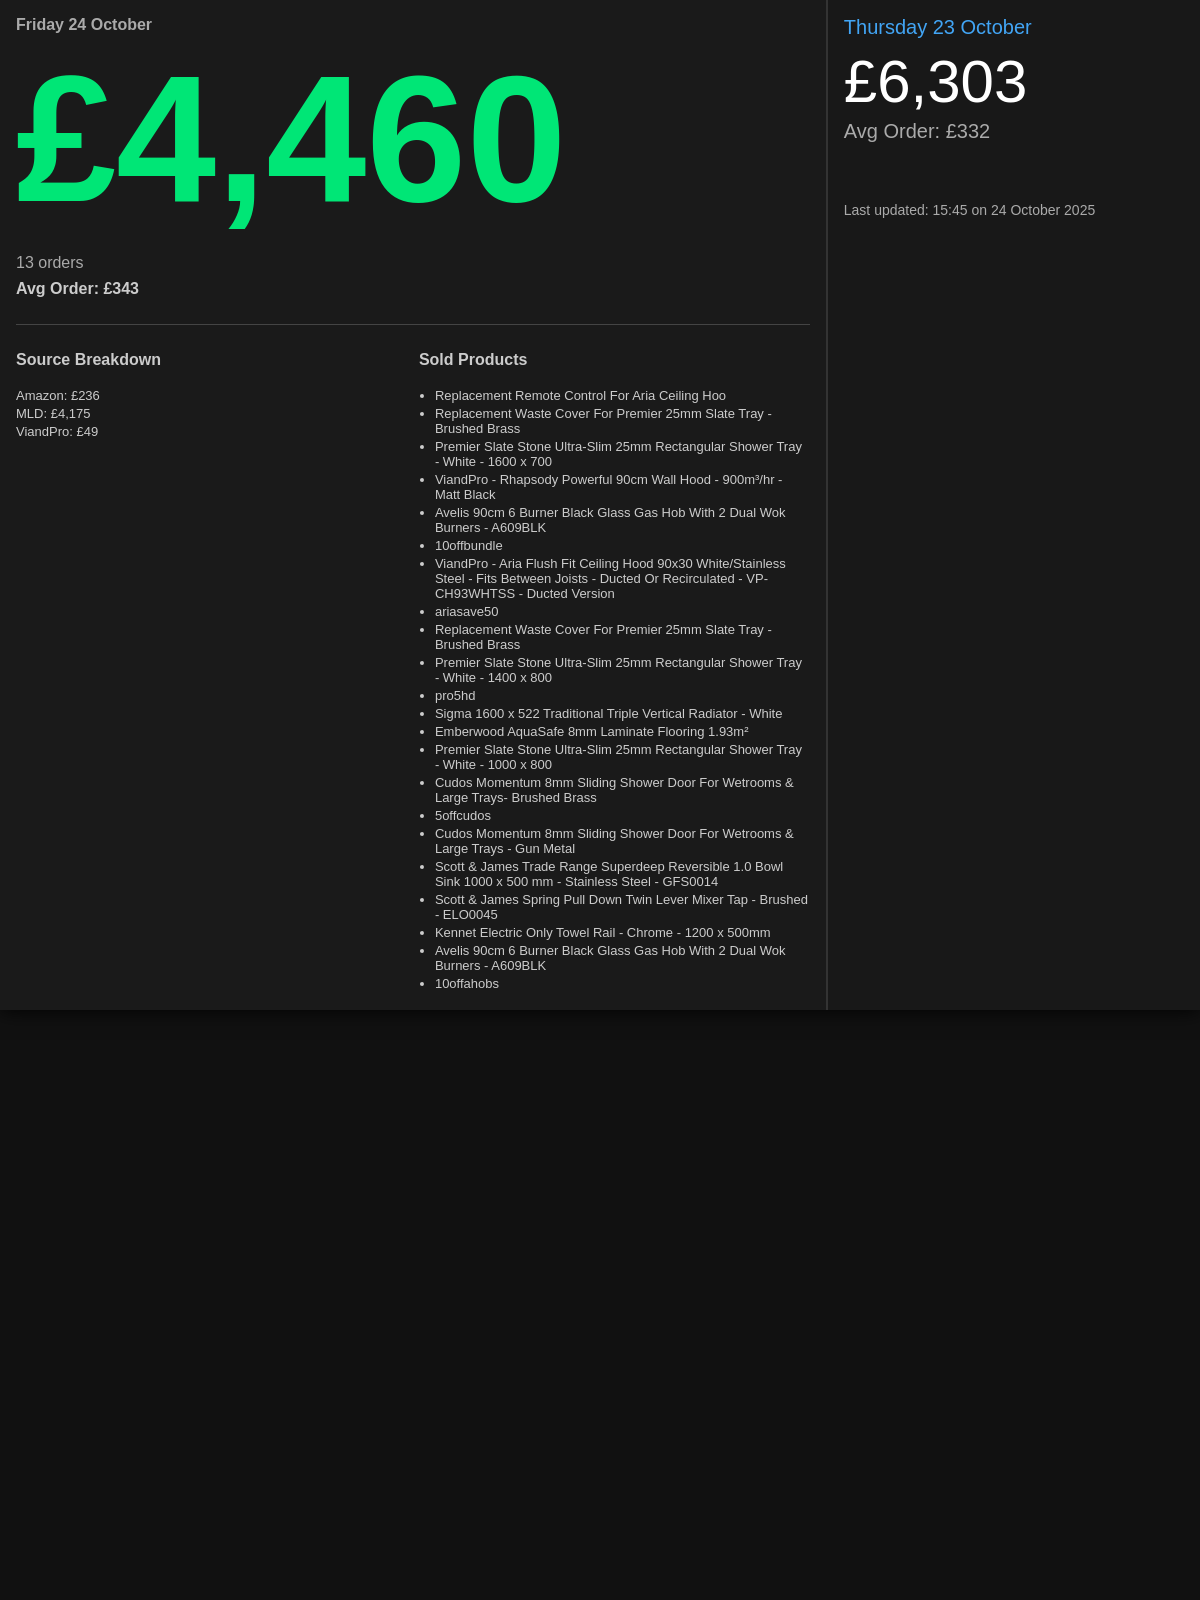 Friday 24 October
£4,460
13 orders
Avg Order: £343
Source Breakdown
Amazon: £236
MLD: £4,175
ViandPro: £49
Sold Products
Replacement Remote Control For Aria Ceiling Hoo
Replacement Waste Cover For Premier 25mm Slate Tray -
Brushed Brass
Premier Slate Stone Ultra-Slim 25mm Rectangular Shower Tray
- White - 1600 x 700
ViandPro - Rhapsody Powerful 90cm Wall Hood - 900m³/hr -
Matt Black
Avelis 90cm 6 Burner Black Glass Gas Hob With 2 Dual Wok
Burners - A609BLK
10offbundle
ViandPro - Aria Flush Fit Ceiling Hood 90x30 White/Stainless
Steel - Fits Between Joists - Ducted Or Recirculated - VP-
CH93WHTSS - Ducted Version
ariasave50
Replacement Waste Cover For Premier 25mm Slate Tray -
Brushed Brass
Premier Slate Stone Ultra-Slim 25mm Rectangular Shower Tray
- White - 1400 x 800
pro5hd
Sigma 1600 x 522 Traditional Triple Vertical Radiator - White
Emberwood AquaSafe 8mm Laminate Flooring 1.93m²
Premier Slate Stone Ultra-Slim 25mm Rectangular Shower Tray
- White - 1000 x 800
Cudos Momentum 8mm Sliding Shower Door For Wetrooms &
Large Trays- Brushed Brass
5offcudos
Cudos Momentum 8mm Sliding Shower Door For Wetrooms &
Large Trays - Gun Metal
Scott & James Trade Range Superdeep Reversible 1.0 Bowl
Sink 1000 x 500 mm - Stainless Steel - GFS0014
Scott & James Spring Pull Down Twin Lever Mixer Tap - Brushed
- ELO0045
Kennet Electric Only Towel Rail - Chrome - 1200 x 500mm
Avelis 90cm 6 Burner Black Glass Gas Hob With 2 Dual Wok
Burners - A609BLK
10offahobs
Thursday 23 October
£6,303
Avg Order: £332
Last updated: 15:45 on 24 October 2025